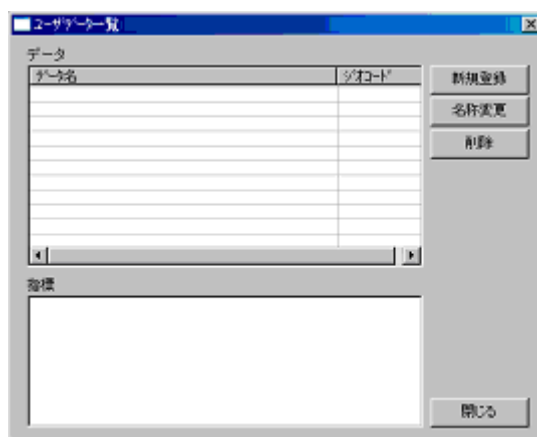 ﾕｰｻﾞﾃﾞｰﾀ一覧
データ
ﾃﾞｰﾀ名 ｼﾞｵｺｰﾄﾞ
新規登録
名称変更
削除
指標
閉じる